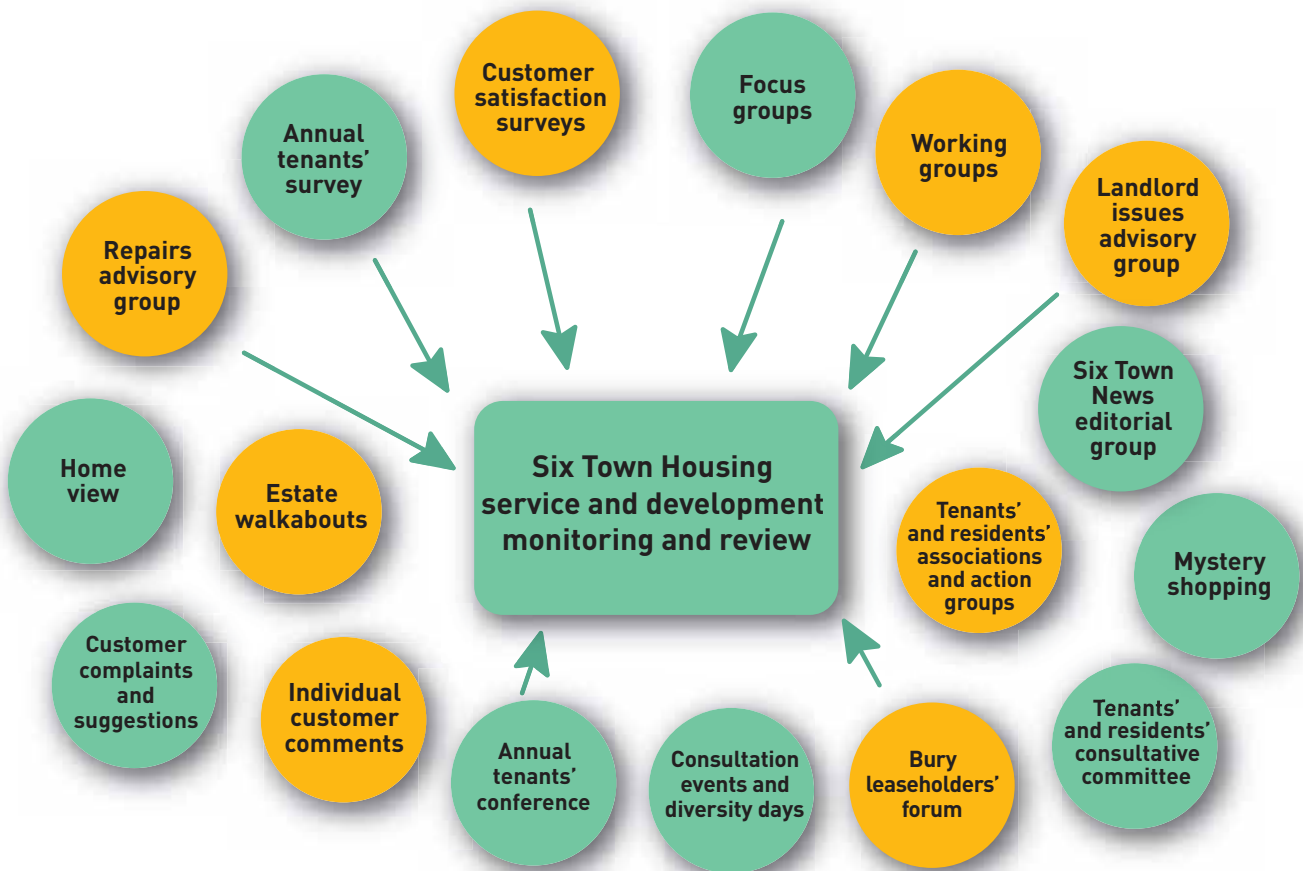 Customer
satisfaction
surveys
Focus
groups
Annual
tenants’
survey
Working
groups
Landlord
issues
advisory
group
Repairs
advisory
group
Six Town
News
editorial
group
Home
view
Estate
walkabouts
Six Town Housing
service and development
monitoring and review
Tenants’
and residents’
associations
and action
groups
Mystery
shopping
Customer
complaints
and
suggestions
Individual
customer
comments
Annual
tenants’
conference
Consultation
events and
diversity days
Bury
leaseholders’
forum
Tenants’
and residents’
consultative
committee